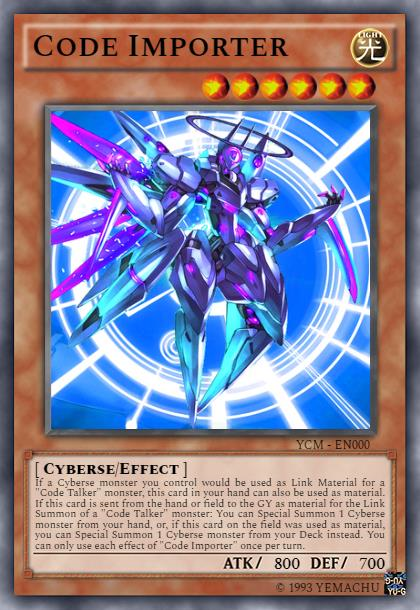 CODE IMPORTER
LIGHT
光
YCM - EN000
[ CYBERSE/EFFECT ]
If a Cyberse monster you control would be used as Link Material for a
"Code Talker" monster, this card in your hand can also be used as material.
If this card is sent from the hand or field to the GY as material for the Link
Summon of a "Code Talker" monster: You can Special Summon 1 Cyberse
monster from your hand, or, if this card on the field was used as material,
you can Special Summon 1 Cyberse monster from your Deck instead. You
can only use each effect of "Code Importer" once per turn.
ATK/ 800 DEF/ 700
© 1993 YEMACHU